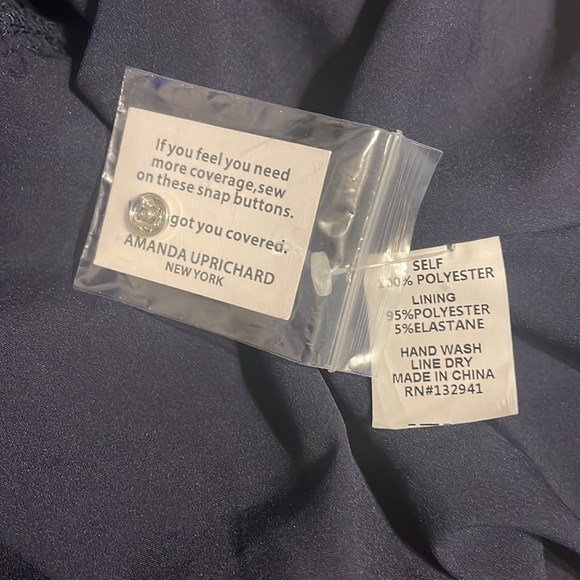 If you feel you need
more coverage,sew
on these snap buttons.
got you covered.
AMANDA UPRICHARD
NEW YORK
SELF
100% POLYESTER
LINING
95%POLYESTER
5%ELASTANE
HAND WASH
LINE DRY
MADE IN CHINA
RN#132941